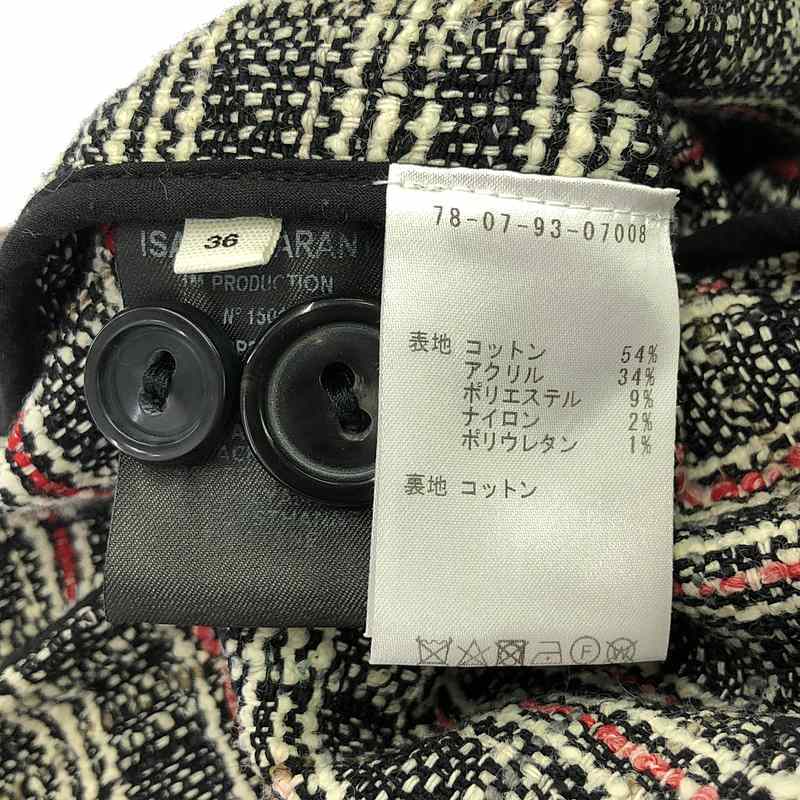 36
ARAN
PRODUCTION
78-07-93-07008
表地 コットン 54%
アクリル 34%
ポリエステル 9%
ナイロン 2%
ポリウレタン 1%
裏地 コットン
F
W